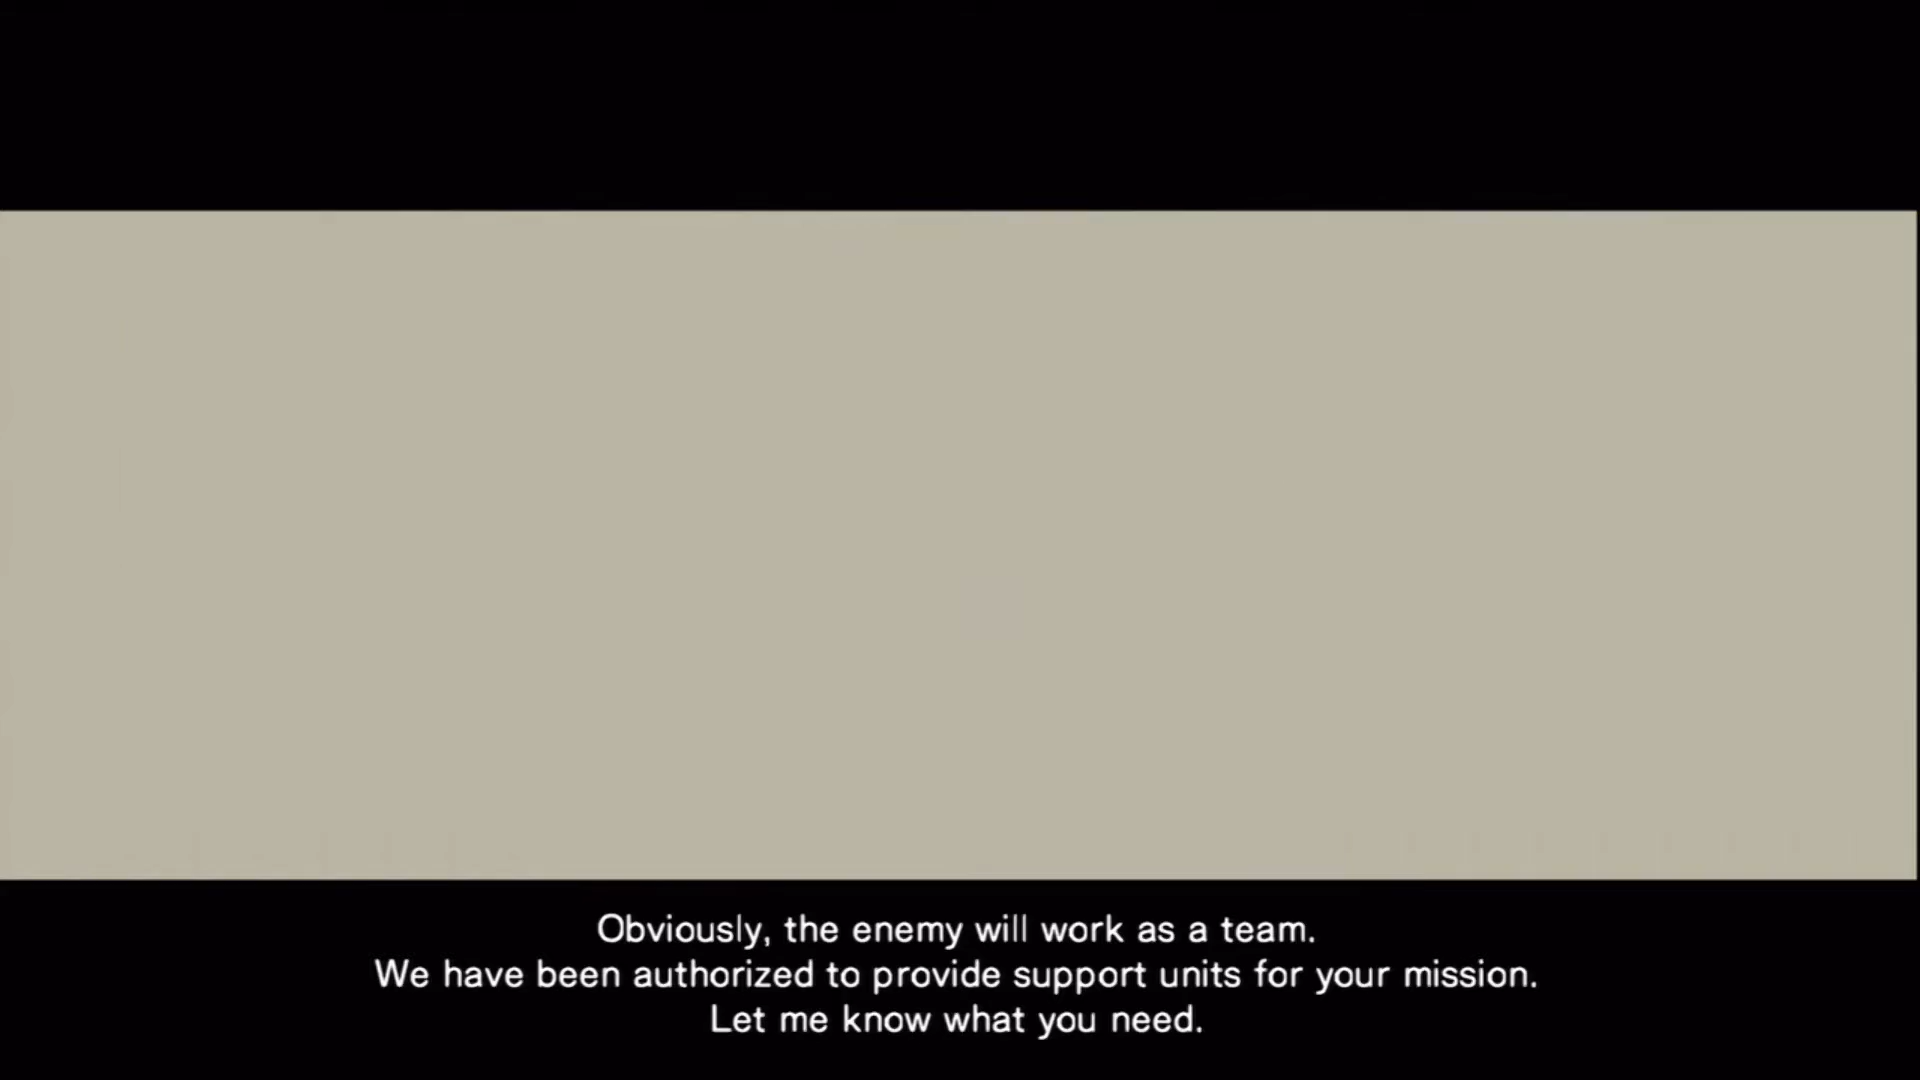 Obviously, the enemy will work as a team.
We have been authorized to provide support units for your mission.
Let me know what you need.